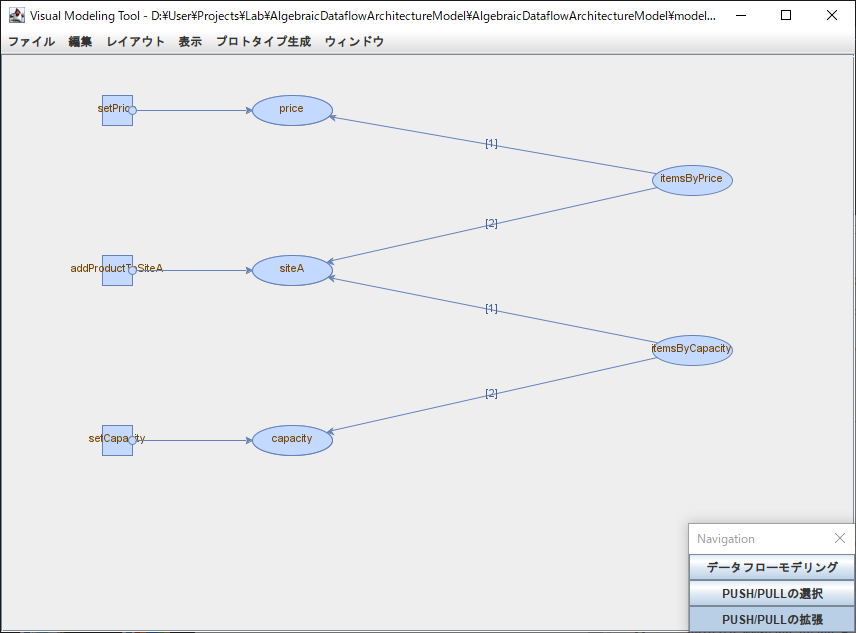 Visual Modeling Tool - D:¥User¥Projects¥Lab¥AlgebraicDataflowArchitectureModel¥AlgebraicDataflowArchitectureModel¥model...
ファイル 編集 レイアウト 表示 プロトタイプ生成 ウィンドウ
setPric
price
[1]
itemsByPrice
[2]
addProductToSiteA
siteA
[1]
itemsByCapacity
[2]
setCapacity
capacity
Navigation
データフローモデリング
PUSH/PULLの選択
PUSH/PULLの拡張